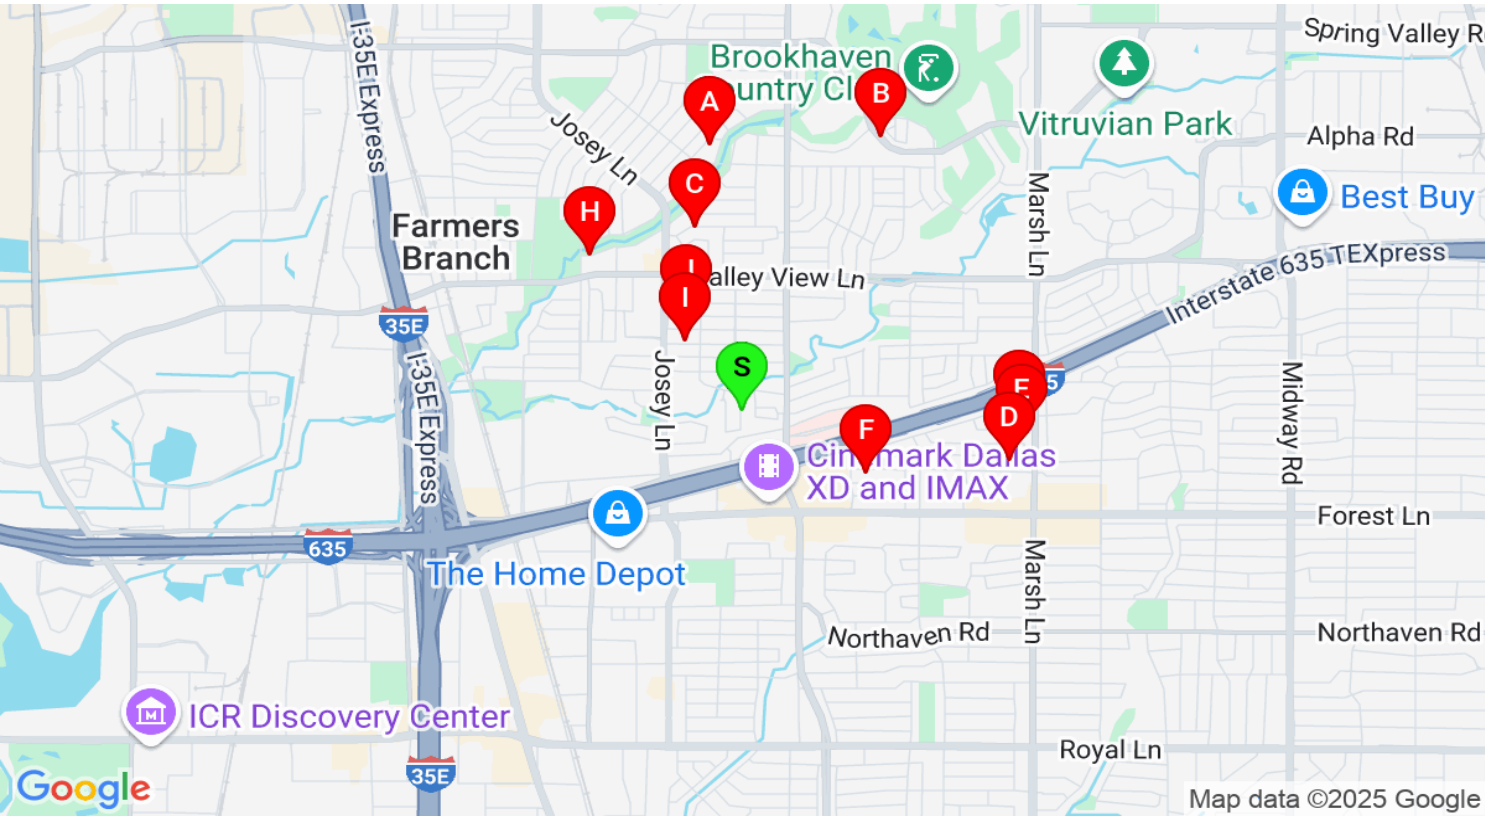 I-35E Express
Spring Valley R
Brookhaven
ountry Cl
A
B
Vitruvian Park
Alpha Rd
Josey Ln
C
Marsh Ln
Best Buy
H
Farmers
Branch
J
alley View Ln
I
Interstate 635 TEXpress
35E
I-35E Express
Josey Ln
S
5
E
D
F
Midway Rd
Cinemark Dallas
XD and IMAX
Forest Ln
635
The Home Depot
Marsh Ln
Northaven Rd
Northaven Rd
ICR Discovery Center
Royal Ln
35E
Google
Map data ©2025 Google